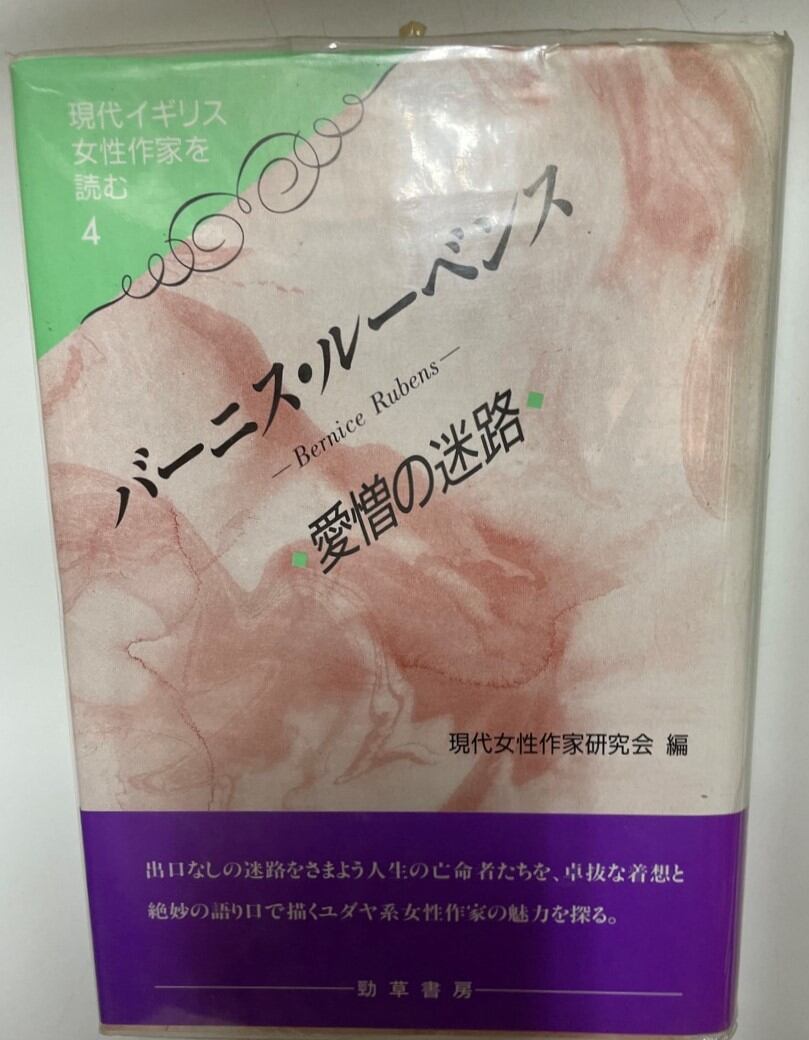 現代イギリス
女性作家を
読む
4
バーニス・ルーベンス
—Bernice Rubens—
愛憎の迷路
現代女性作家研究会 編
出口なしの迷路をさまよう人生の亡命者たちを、卓抜な着想と
絶妙の語り口で描くユダヤ系女性作家の魅力を探る。
勁草書房